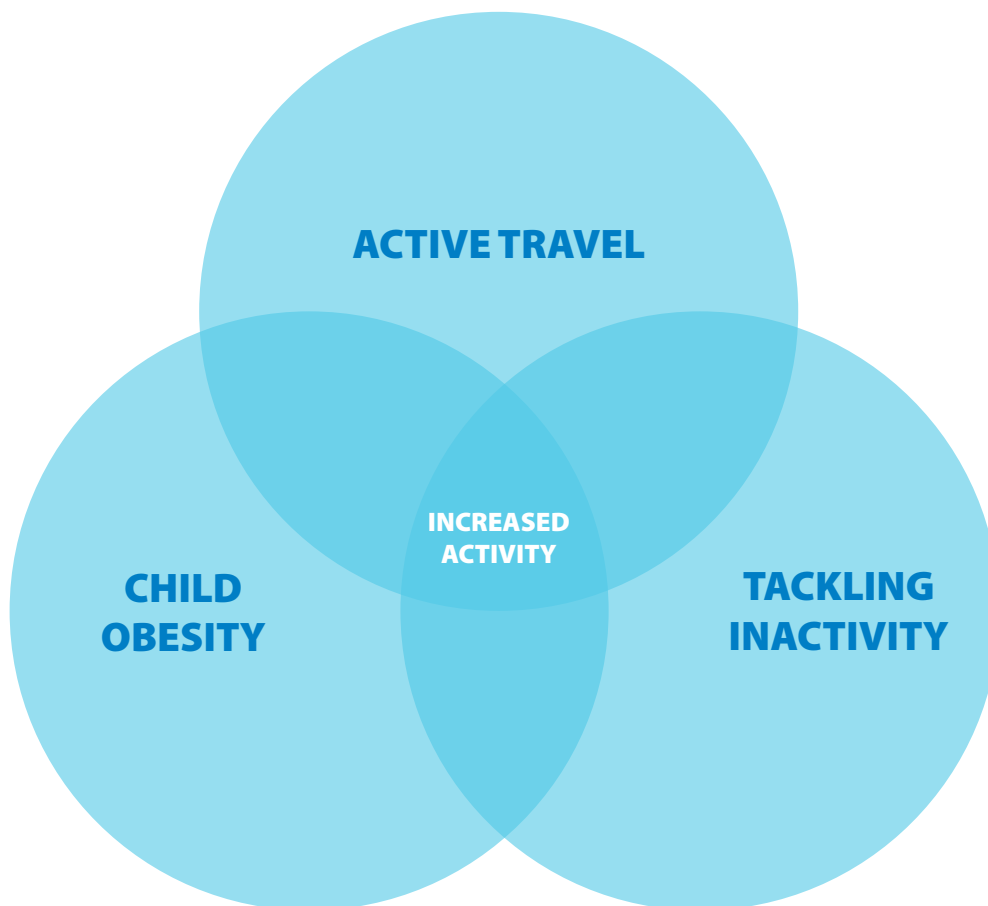 ACTIVE TRAVEL
INCREASED
ACTIVITY
CHILD
OBESITY
TACKLING
INACTIVITY